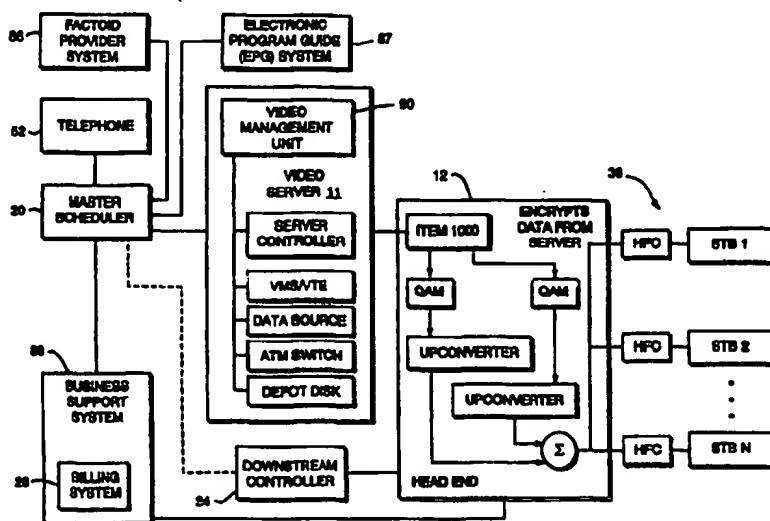 86
FACTOID
PROVIDER
SYSTEM
ELECTRONIC
PROGRAM GUIDE
(EPG) SYSTEM
87
52
TELEPHONE
20
MASTER
SCHEDULER
VIDEO
MANAGEMENT
UNIT
90
VIDEO
SERVER 11
SERVER
CONTROLLER
VMS/VTE
DATA SOURCE
ATM SWITCH
DEPOT DISK
12
ENCRYPTS
DATA FROM
SERVER
ITEM 1000
QAM
QAM
UPCONVERTER
UPCONVERTER
Σ
HEAD END
36
HFC
STB 1
HFC
STB 2
HFC
STB N
88
BUSINESS
SUPPORT
SYSTEM
28
BILLING
SYSTEM
DOWNSTREAM
CONTROLLER
24